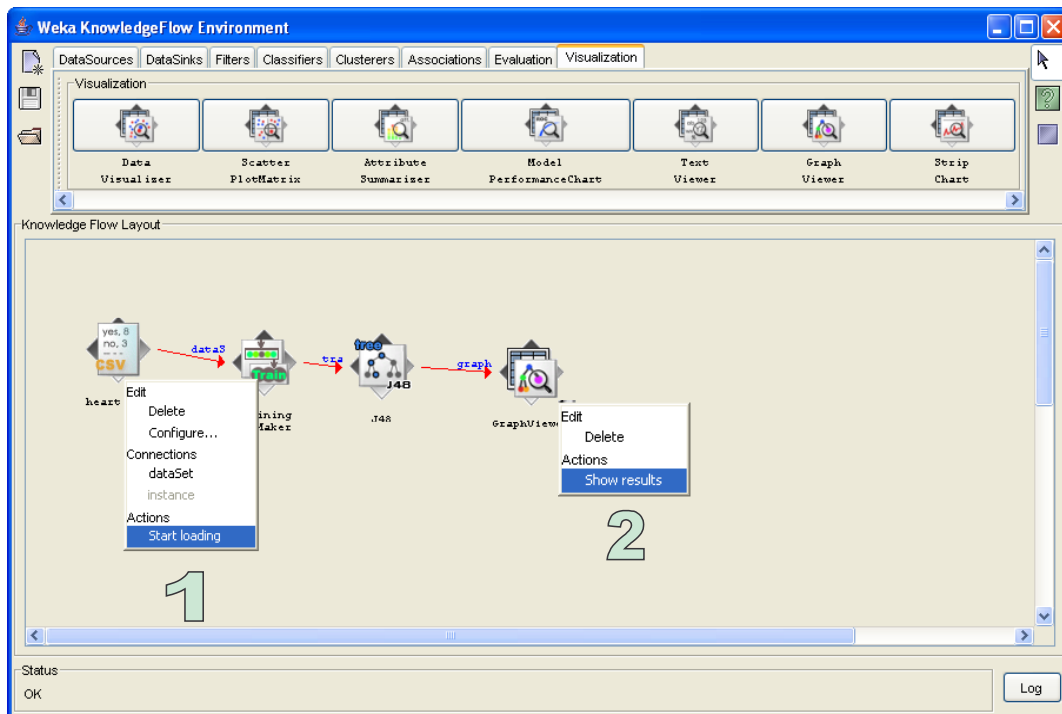 Weka KnowledgeFlow Environment
DataSources DataSinks Filters Classifiers Clusterers Associations Evaluation Visualization
Visualization
Data Visualizer
Scatter PlotMatrix
Attribute Summarizer
Model PerformanceChart
Text Viewer
Graph Viewer
Strip Chart
Knowledge Flow Layout
yes, 8
no, 3
CSV
dataS
Train
tra
tree
J48
graph
heart
ining
Maker
J48
GraphViewe
Edit
Delete
Configure...
Connections
dataSet
instance
Actions
Start loading
1
Edit
Delete
Actions
Show results
2
Status
OK
Log